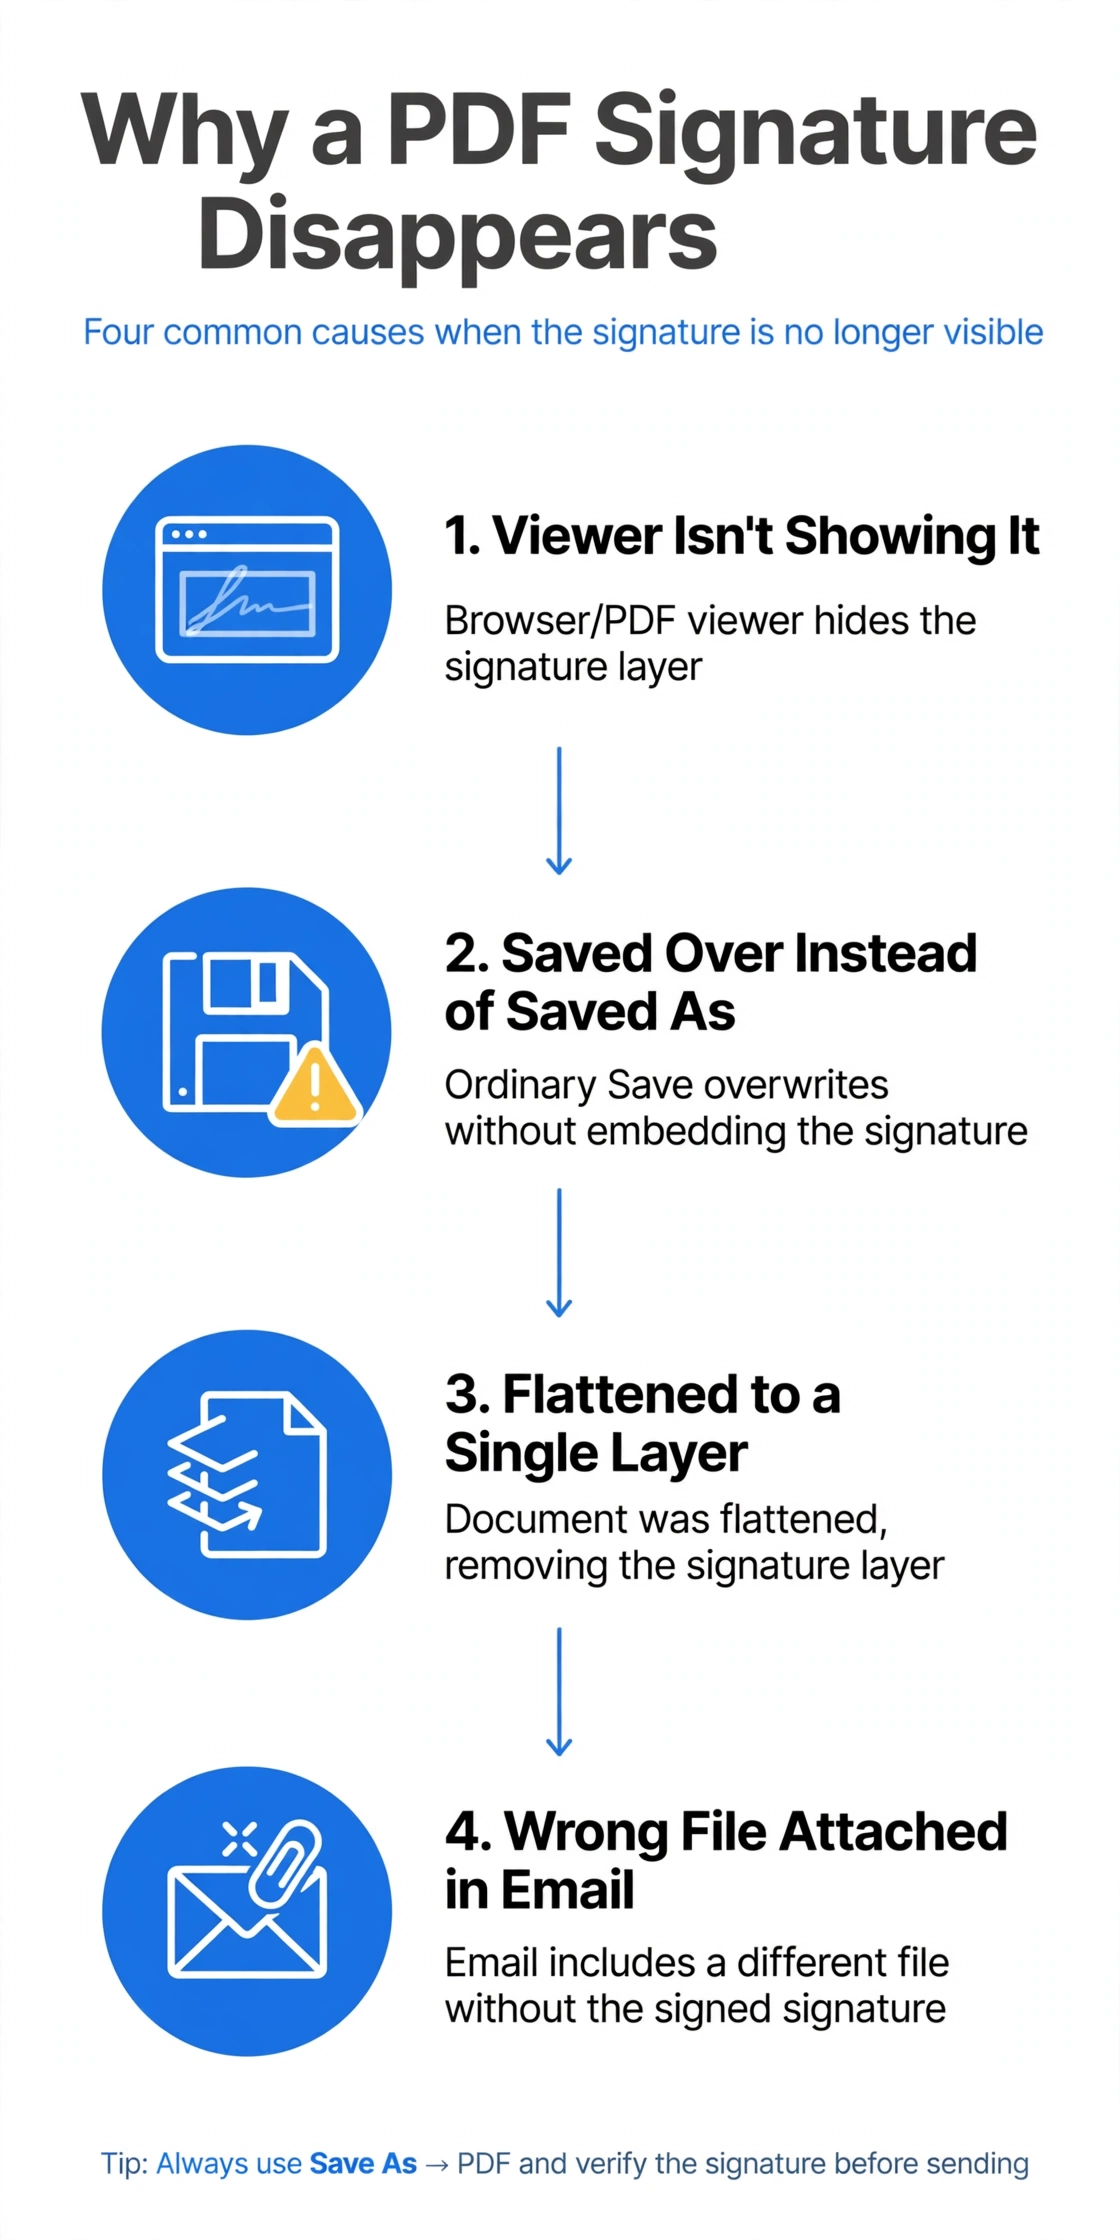 Why a PDF Signature
Disappears
Four common causes when the signature is no longer visible
1. Viewer Isn't Showing It
Browser/PDF viewer hides the
signature layer
2. Saved Over Instead
of Saved As
Ordinary Save overwrites
without embedding the signature
3. Flattened to a
Single Layer
Document was flattened,
removing the signature layer
4. Wrong File Attached
in Email
Email includes a different file
without the signed signature
Tip: Always use Save As → PDF and verify the signature before sending